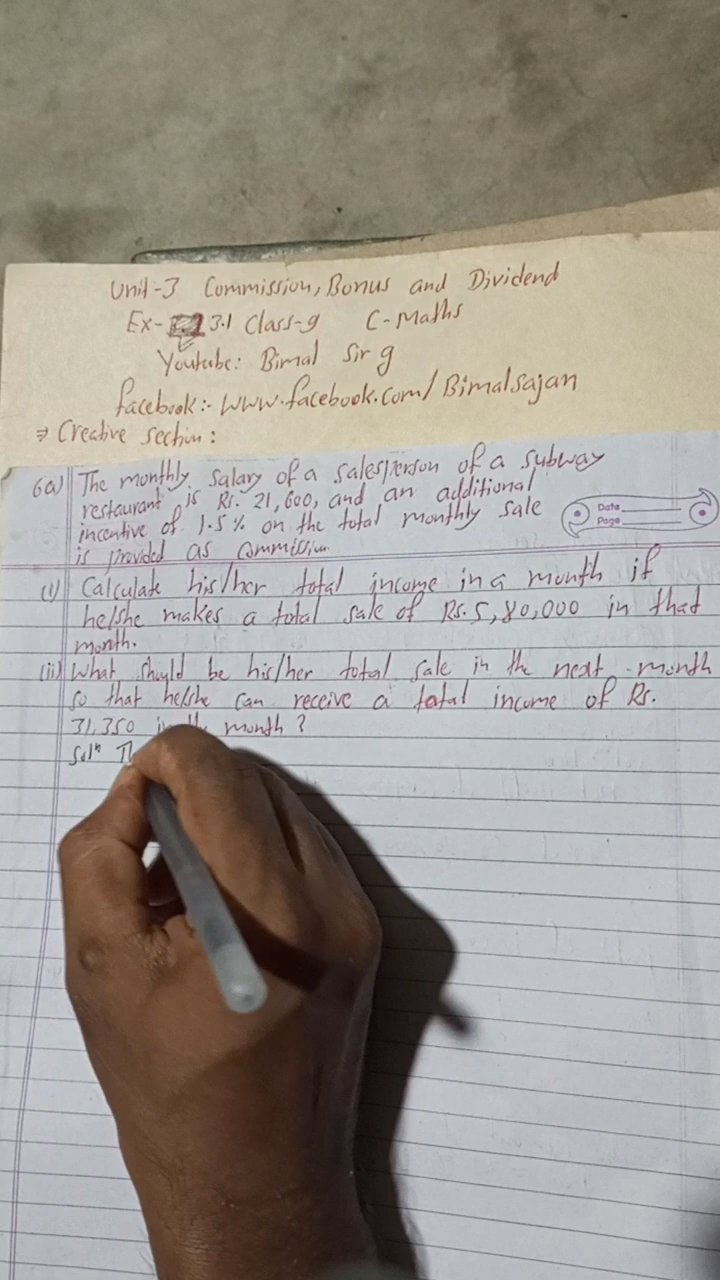 Unit-3 Commission, Bonus and Dividend
Ex- 3.1 Class-9 C-Maths
Youtube: Bimal Sir g
facebook:- www.facebook.com/Bimalsajan
⇒ Creative section:
6a) The monthly salary of a salesperson of a subway
restaurant is Rs. 21,600, and an additional
incentive of 1.5% on the total monthly sale
is provided as commission
Date
Page
(i) Calculate his/her total income in a month if
he/she makes a total sale of Rs. 5,80,000 in that
month.
(ii) What should be his/her total sale in the next month
so that he/she can receive a total income of Rs.
31,350 in the month?
Solⁿ